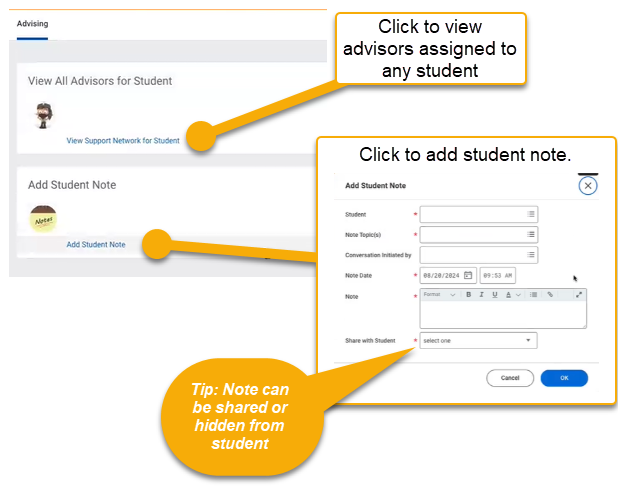 Advising
Click to view
advisors assigned to
any student
View All Advisors for Student
View Support Network for Student
Add Student Note
Notes
Add Student Note
Click to add student note.
Add Student Note
Student *
Note Topic(s) *
Conversation Initiated by
Note Date * 08/20/2024 09:53 AM
Note * Format B I U A
Share with Student * select one
Cancel OK
Tip: Note can
be shared or
hidden from
student